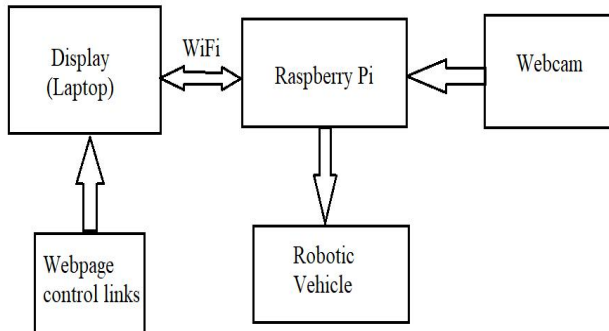 Display
(Laptop)
WiFi
Raspberry Pi
Webcam
Webpage
control links
Robotic
Vehicle